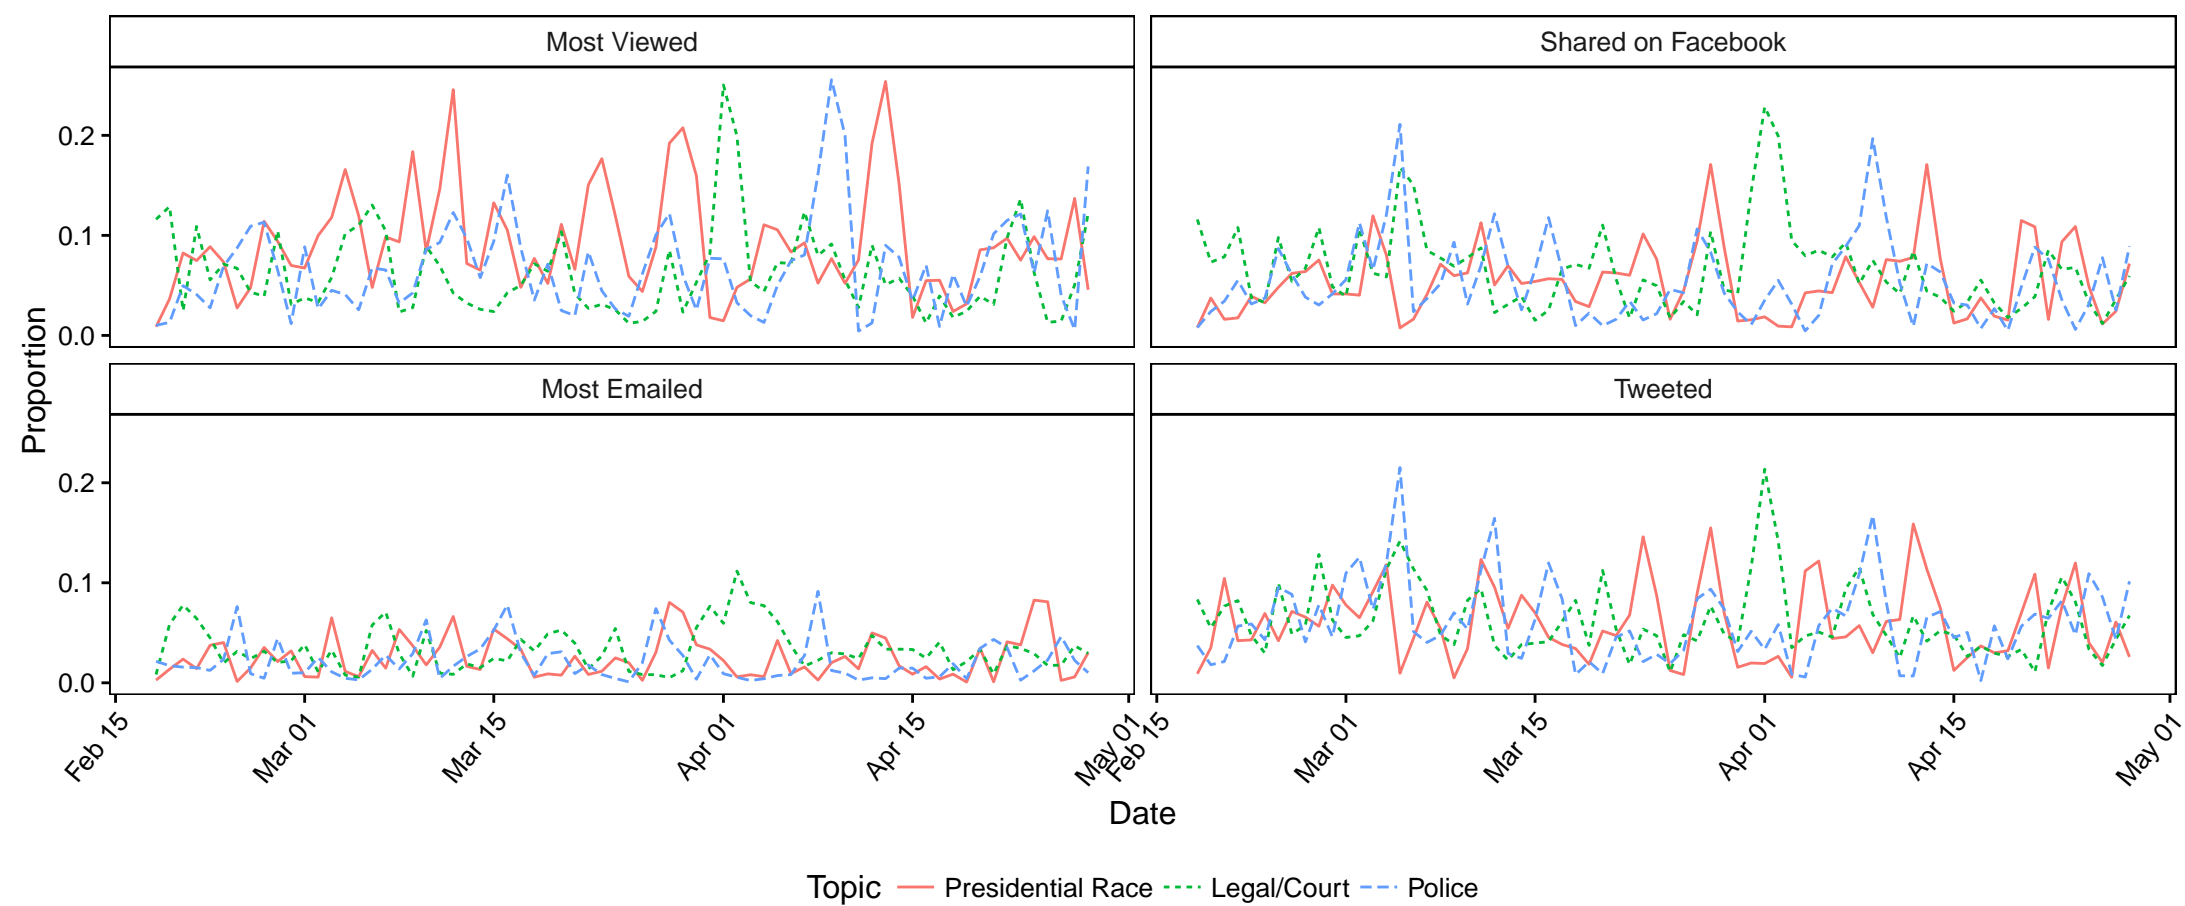 Most Viewed
Shared on Facebook
0.2
0.1
0.0
Most Emailed
Tweeted
0.2
0.1
0.0
Proportion
Feb 15
Mar 01
Mar 15
Apr 01
Apr 15
May 01
Feb 15
Mar 01
Mar 15
Apr 01
Apr 15
May 01
Date
Topic Presidential Race Legal/Court Police